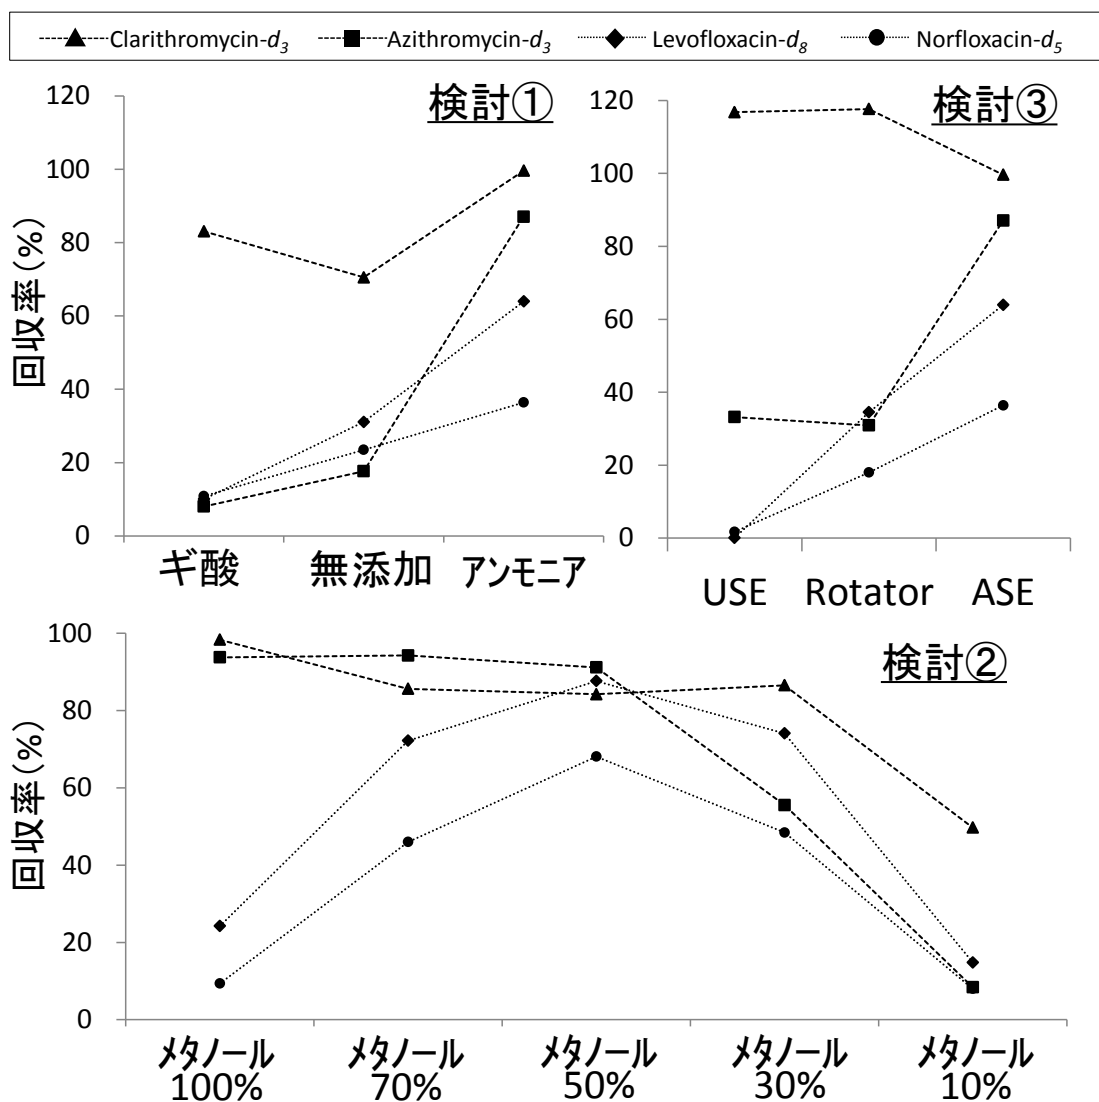 Clarithromycin-d3 Azithromycin-d3 Levofloxacin-d8 Norfloxacin-d5
検討①
回収率(%)
120
100
80
60
40
20
0
ギ酸 無添加 アンモニア
検討③
120
100
80
60
40
20
0
USE Rotator ASE
検討②
回収率(%)
100
80
60
40
20
0
メタノール メタノール メタノール メタノール メタノール
100% 70% 50% 30% 10%